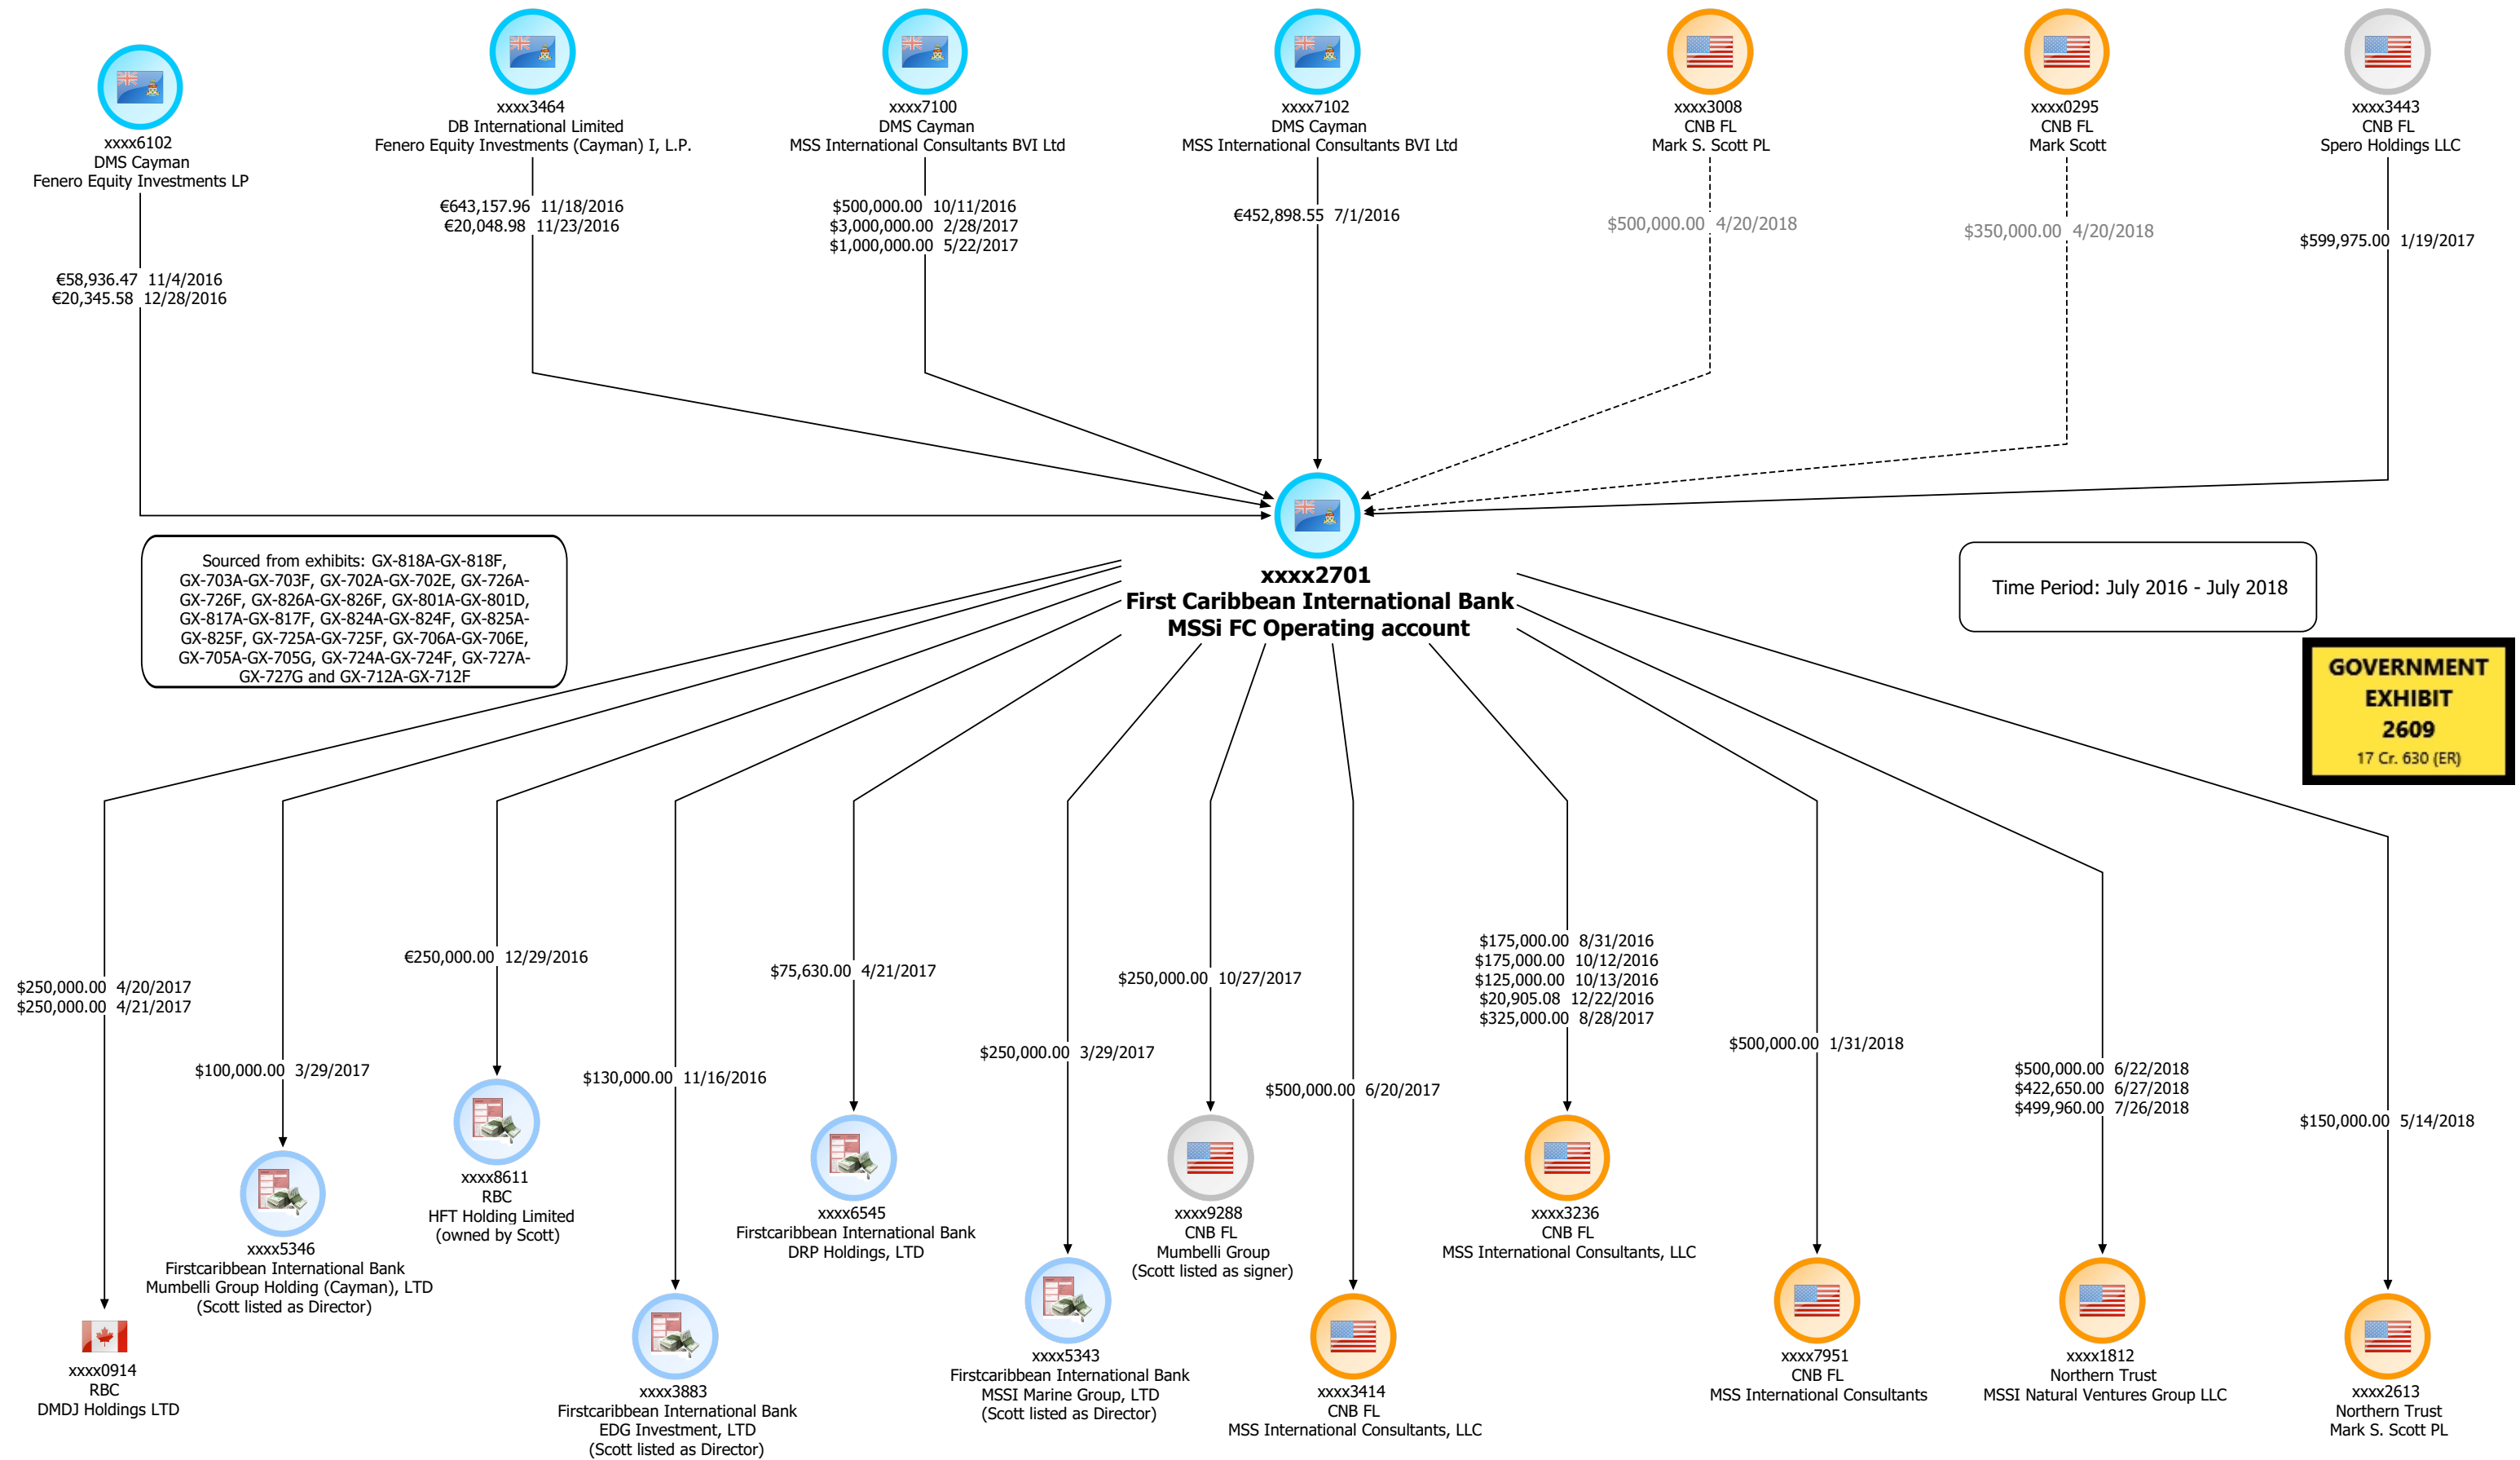 xxxx6102
DMS Cayman
Fenero Equity Investments LP
xxxx3464
DB International Limited
Fenero Equity Investments (Cayman) I, L.P.
xxxx7100
DMS Cayman
MSS International Consultants BVI Ltd
xxxx7102
DMS Cayman
MSS International Consultants BVI Ltd
xxxx3008
CNB FL
Mark S. Scott PL
xxxx0295
CNB FL
Mark Scott
xxxx3443
CNB FL
Spero Holdings LLC
€58,936.47 11/4/2016
€20,345.58 12/28/2016
€643,157.96 11/18/2016
€20,048.98 11/23/2016
$500,000.00 10/11/2016
$3,000,000.00 2/28/2017
$1,000,000.00 5/22/2017
€452,898.55 7/1/2016
$500,000.00 4/20/2018
$350,000.00 4/20/2018
$599,975.00 1/19/2017
Sourced from exhibits: GX-818A-GX-818F,
GX-703A-GX-703F, GX-702A-GX-702E, GX-726A-
GX-726F, GX-826A-GX-826F, GX-801A-GX-801D,
GX-817A-GX-817F, GX-824A-GX-824F, GX-825A-
GX-825F, GX-725A-GX-725F, GX-706A-GX-706E,
GX-705A-GX-705G, GX-724A-GX-724F, GX-727A-
GX-727G and GX-712A-GX-712F
xxxx2701
First Caribbean International Bank
MSSi FC Operating account
Time Period: July 2016 - July 2018
GOVERNMENT
EXHIBIT
2609
17 Cr. 630 (ER)
$250,000.00 4/20/2017
$250,000.00 4/21/2017
$100,000.00 3/29/2017
€250,000.00 12/29/2016
$130,000.00 11/16/2016
$75,630.00 4/21/2017
$250,000.00 3/29/2017
$250,000.00 10/27/2017
$500,000.00 6/20/2017
$175,000.00 8/31/2016
$175,000.00 10/12/2016
$125,000.00 10/13/2016
$20,905.08 12/22/2016
$325,000.00 8/28/2017
$500,000.00 1/31/2018
$500,000.00 6/22/2018
$422,650.00 6/27/2018
$499,960.00 7/26/2018
$150,000.00 5/14/2018
xxxx0914
RBC
DMDJ Holdings LTD
xxxx5346
Firstcaribbean International Bank
Mumbelli Group Holding (Cayman), LTD
(Scott listed as Director)
xxxx8611
RBC
HFT Holding Limited
(owned by Scott)
xxxx3883
Firstcaribbean International Bank
EDG Investment, LTD
(Scott listed as Director)
xxxx6545
Firstcaribbean International Bank
DRP Holdings, LTD
xxxx5343
Firstcaribbean International Bank
MSSI Marine Group, LTD
(Scott listed as Director)
xxxx9288
CNB FL
Mumbelli Group
(Scott listed as signer)
xxxx3414
CNB FL
MSS International Consultants, LLC
xxxx3236
CNB FL
MSS International Consultants, LLC
xxxx7951
CNB FL
MSS International Consultants
xxxx1812
Northern Trust
MSSI Natural Ventures Group LLC
xxxx2613
Northern Trust
Mark S. Scott PL